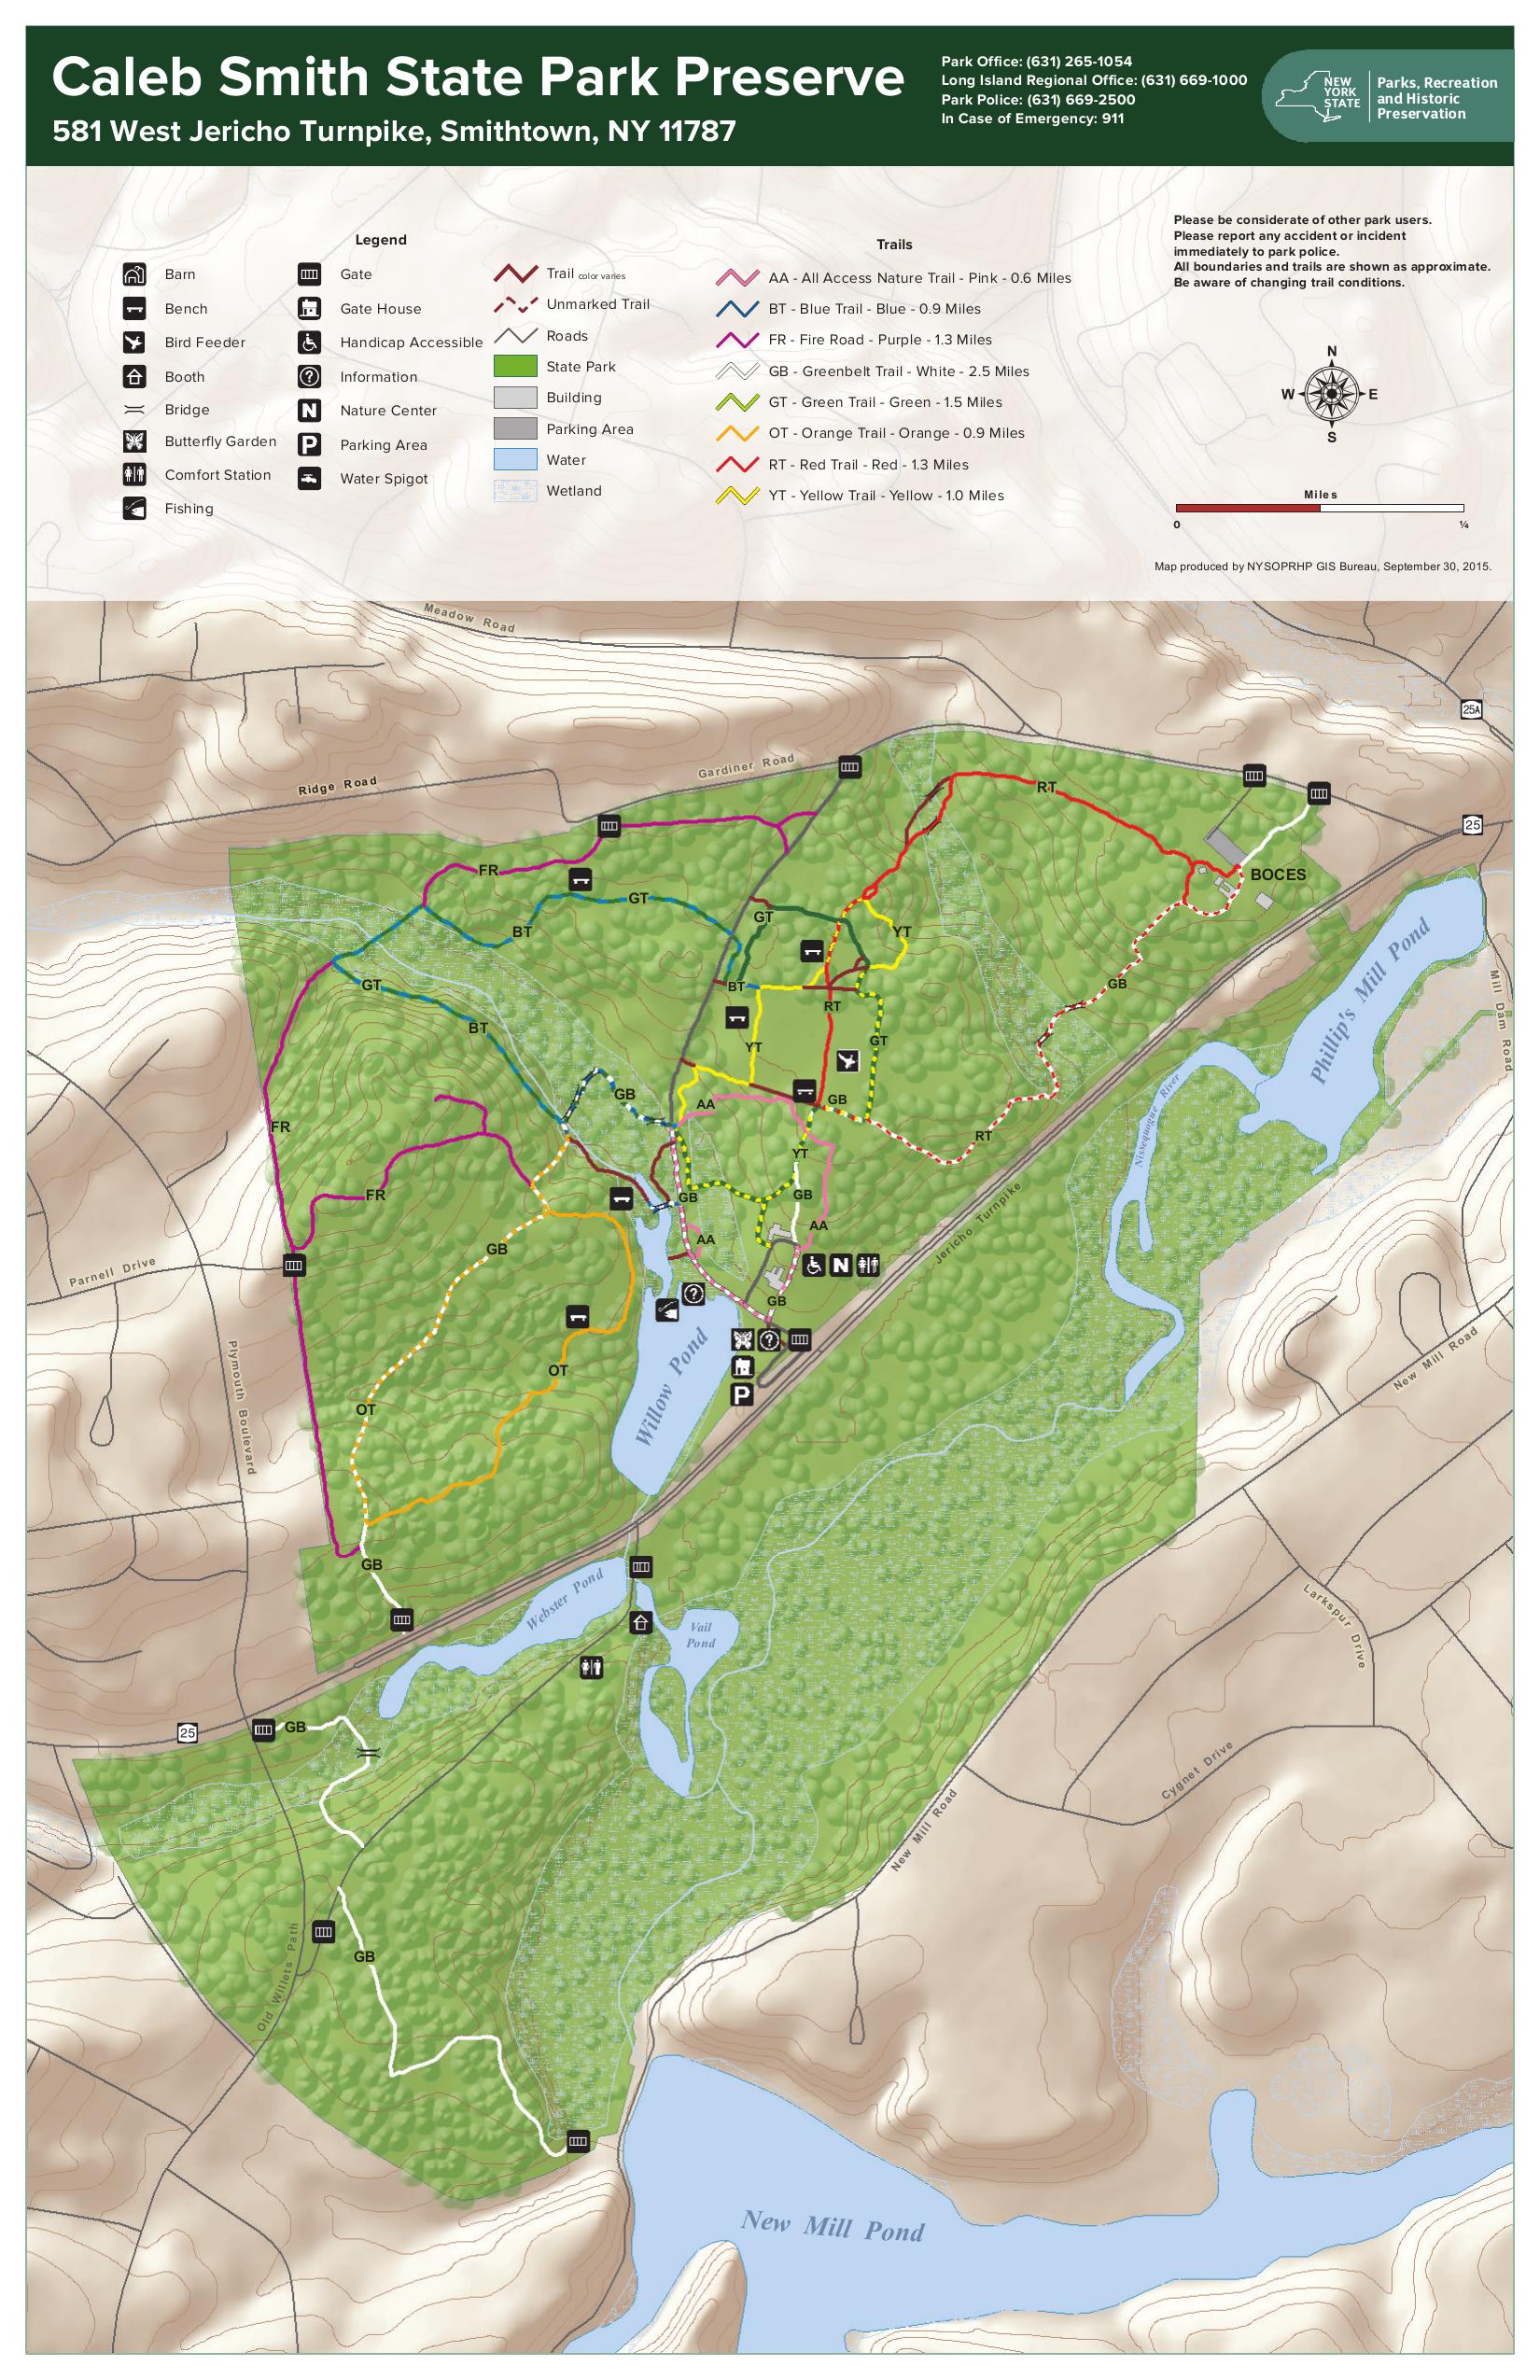 Caleb Smith State Park Preserve
581 West Jericho Turnpike, Smithtown, NY 11787
Park Office: (631) 265-1054
Long Island Regional Office: (631) 669-1000
Park Police: (631) 669-2500
In Case of Emergency: 911
NEW
YORK
STATE
Parks, Recreation
and Historic
Preservation
Legend
Barn
Bench
Bird Feeder
Booth
Bridge
Butterfly Garden
Comfort Station
Fishing
Gate
Gate House
Handicap Accessible
Information
N Nature Center
P Parking Area
Water Spigot
Trail color varies
Unmarked Trail
Roads
State Park
Building
Parking Area
Water
Wetland
Trails
AA - All Access Nature Trail - Pink - 0.6 Miles
BT - Blue Trail - Blue - 0.9 Miles
FR - Fire Road - Purple - 1.3 Miles
GB - Greenbelt Trail - White - 2.5 Miles
GT - Green Trail - Green - 1.5 Miles
OT - Orange Trail - Orange - 0.9 Miles
RT - Red Trail - Red - 1.3 Miles
YT - Yellow Trail - Yellow - 1.0 Miles
Please be considerate of other park users.
Please report any accident or incident
immediately to park police.
All boundaries and trails are shown as approximate.
Be aware of changing trail conditions.
N
W E
S
Miles
0 ¼
Map produced by NYSOPRHP GIS Bureau, September 30, 2015.
Meadow Road
25A
Gardiner Road
Ridge Road
RT
25
FR
BOCES
GT
GT
BT
YT
Phillip's Mill Pond
Mill Dam Road
GT
BT
GB
RT
BT
GT
YT
GB
AA
GB
Nissequogue River
FR
RT
YT
FR
GB
GB
AA
Jericho Turnpike
AA
GB
Parnell Drive
N
GB
Willow Pond
New Mill Road
Plymouth Boulevard
OT
P
OT
GB
Webster Pond
Vail
Pond
Larkspur Drive
25
GB
Cygnet Drive
New Mill Road
GB
Old Willets Path
New Mill Pond